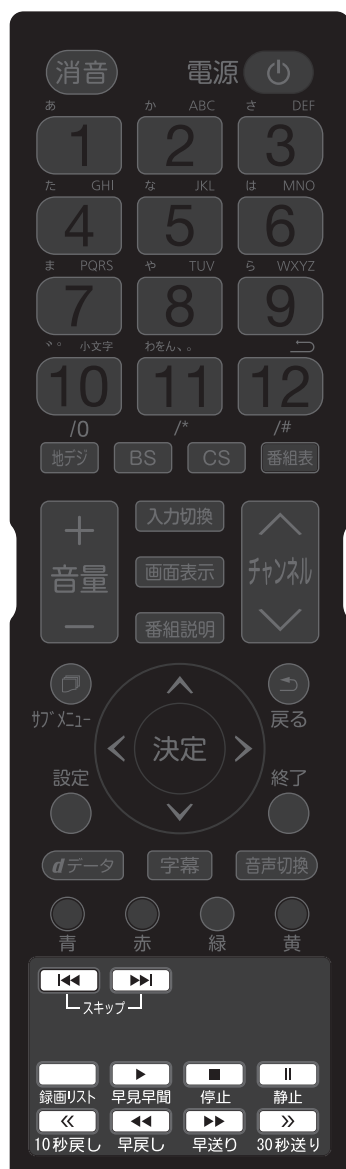 消音 電源
あ か ABC さ DEF
1 2 3
た GHI な JKL は MNO
4 5 6
ま PQRS や TUV ら WXYZ
7 8 9
゛゜ 小文字 わをん、。
10 11 12
/0 /* /#
地デジ BS CS 番組表
入力切換
+ 音量 − 画面表示 チャンネル
番組説明
サブメニュー 戻る
決定
設定 終了
dデータ 字幕 音声切換
青 赤 緑 黄
スキップ
録画リスト 早見早聞 停止 静止
10秒戻し 早戻し 早送り 30秒送り